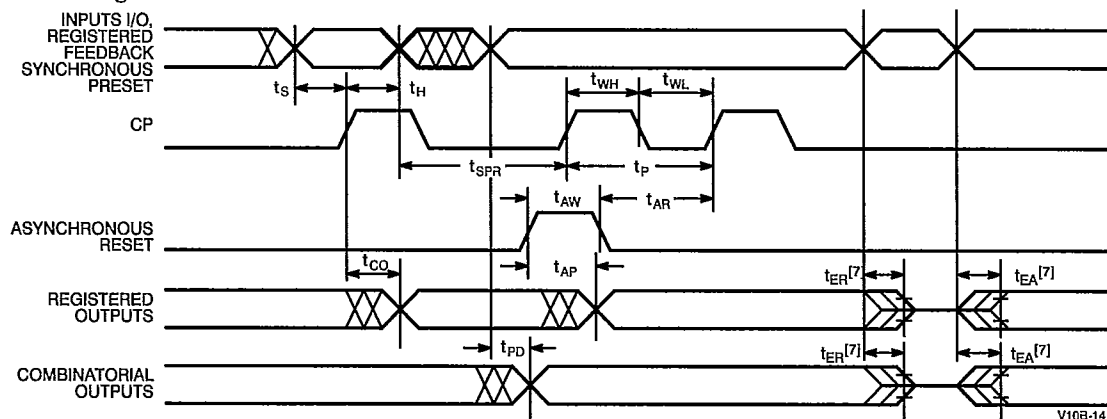 INPUTS I/O,
REGISTERED
FEEDBACK
SYNCHRONOUS
PRESET
tS
tH
tWH
tWL
CP
tSPR
tP
tAW
tAR
ASYNCHRONOUS
RESET
tCO
tAP
tER[7]
tEA[7]
REGISTERED
OUTPUTS
tPD
tER[7]
tEA[7]
COMBINATORIAL
OUTPUTS
V10B-14